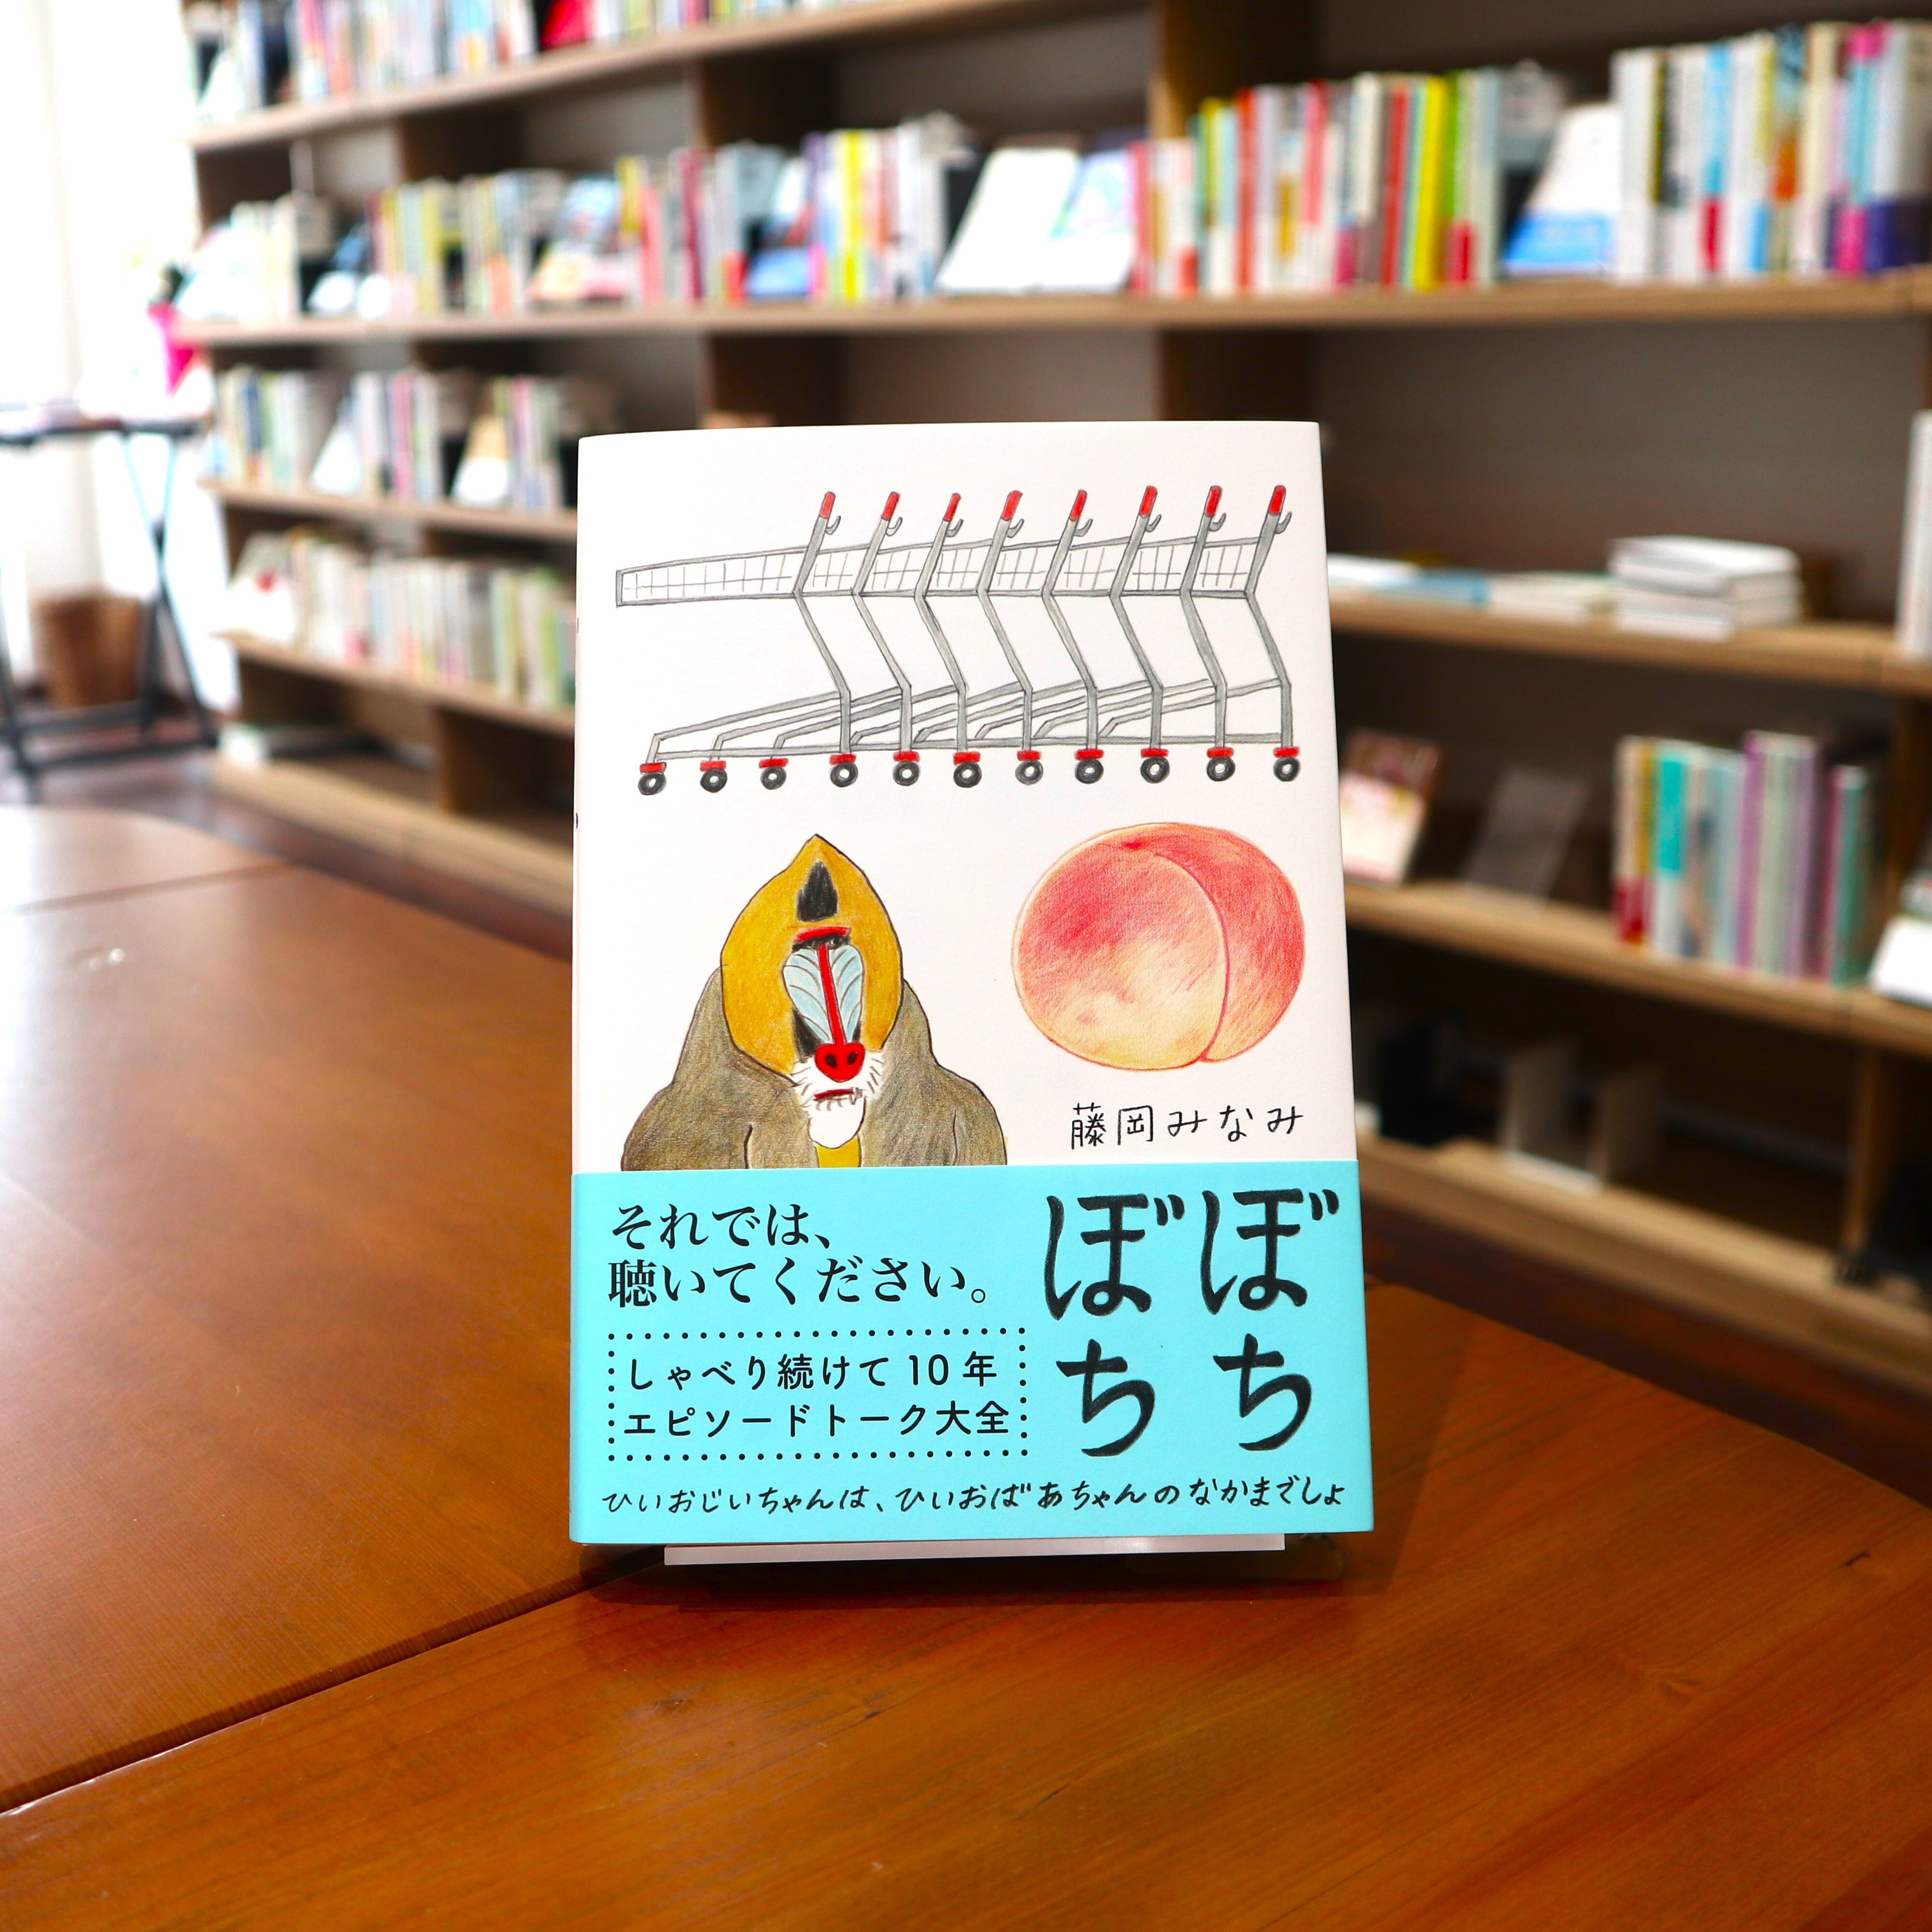 藤岡みなみ
ぼちぼち
それでは、
聴いてください。
しゃべり続けて10年
エピソードトーク大全
ひいおじいちゃんは、ひいおばあちゃんのなかまでしょ